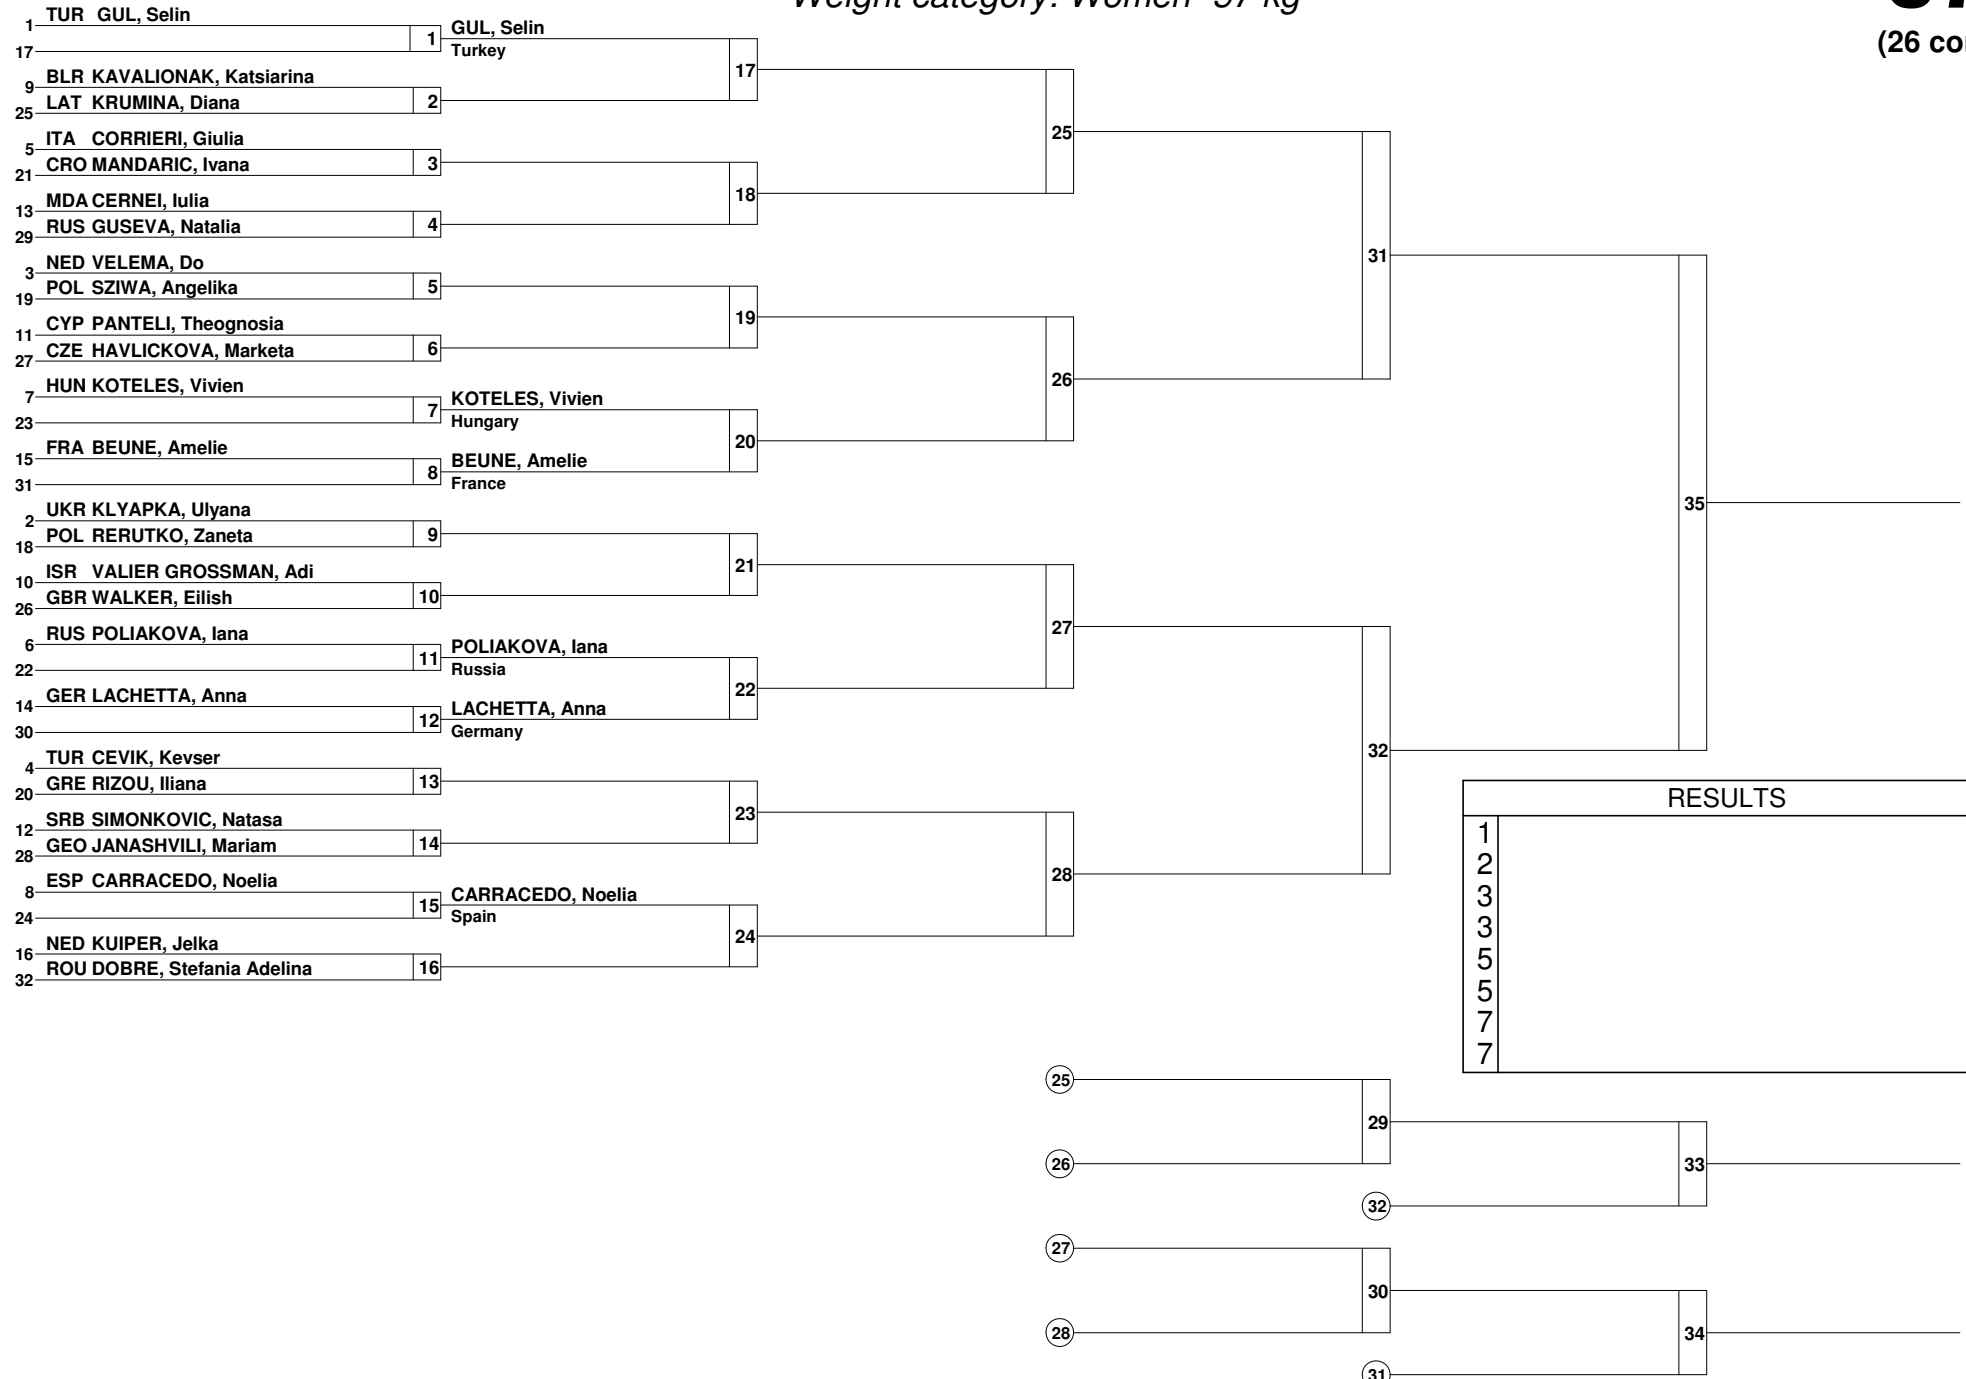 Weight category: Women -57 kg
(26 co
1 TUR GUL, Selin
17
1 GUL, Selin
Turkey
9 BLR KAVALIONAK, Katsiarina
25 LAT KRUMINA, Diana
2
17
5 ITA CORRIERI, Giulia
21 CRO MANDARIC, Ivana
3
13 MDA CERNEI, Iulia
29 RUS GUSEVA, Natalia
4
18
25
3 NED VELEMA, Do
19 POL SZIWA, Angelika
5
11 CYP PANTELI, Theognosia
27 CZE HAVLICKOVA, Marketa
6
19
7 HUN KOTELES, Vivien
23
7 KOTELES, Vivien
Hungary
15 FRA BEUNE, Amelie
31
8 BEUNE, Amelie
France
20
26
31
2 UKR KLYAPKA, Ulyana
18 POL RERUTKO, Zaneta
9
10 ISR VALIER GROSSMAN, Adi
26 GBR WALKER, Eilish
10
21
6 RUS POLIAKOVA, Iana
22
11 POLIAKOVA, Iana
Russia
14 GER LACHETTA, Anna
30
12 LACHETTA, Anna
Germany
22
27
4 TUR CEVIK, Kevser
20 GRE RIZOU, Iliana
13
12 SRB SIMONKOVIC, Natasa
28 GEO JANASHVILI, Mariam
14
23
8 ESP CARRACEDO, Noelia
24
15 CARRACEDO, Noelia
Spain
16 NED KUIPER, Jelka
32 ROU DOBRE, Stefania Adelina
16
24
28
32
35
RESULTS
1
2
3
3
5
5
7
7
25
26
29
32
33
27
28
30
31
34